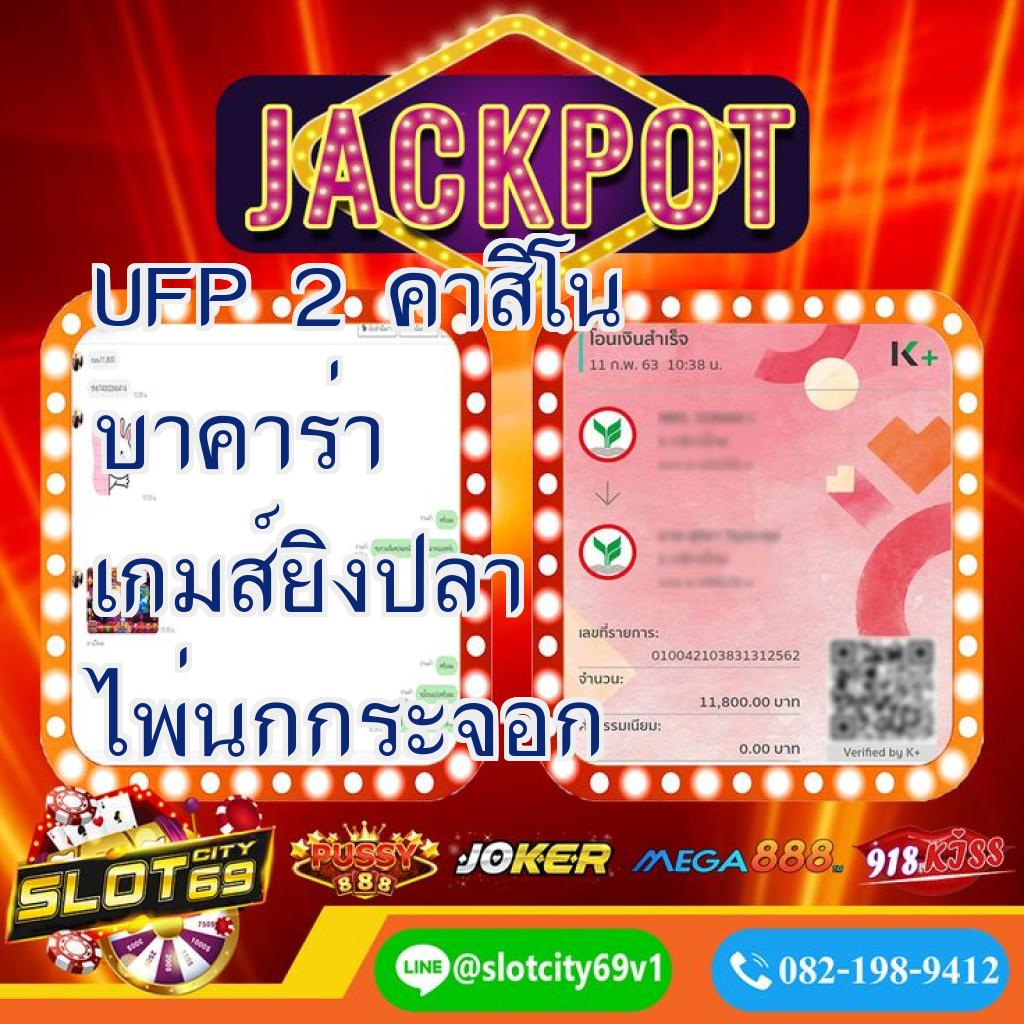 JACKPOT
UFP 2 คาสิโน
บาคาร่า
เกมส์ยิงปลา
ไพ่นกกระจอก
โอนเงินสำเร็จ
11 ก.พ. 63 10:38 น.
K+
เลขที่รายการ:
010042103831312562
จำนวน:
11,800.00 บาท
ค่าธรรมเนียม:
0.00 บาท
Verified by K+
SLOT CITY 69
PUSSY 888
JOKER
MEGA888
918KISS
LINE @slotcity69v1
082-198-9412